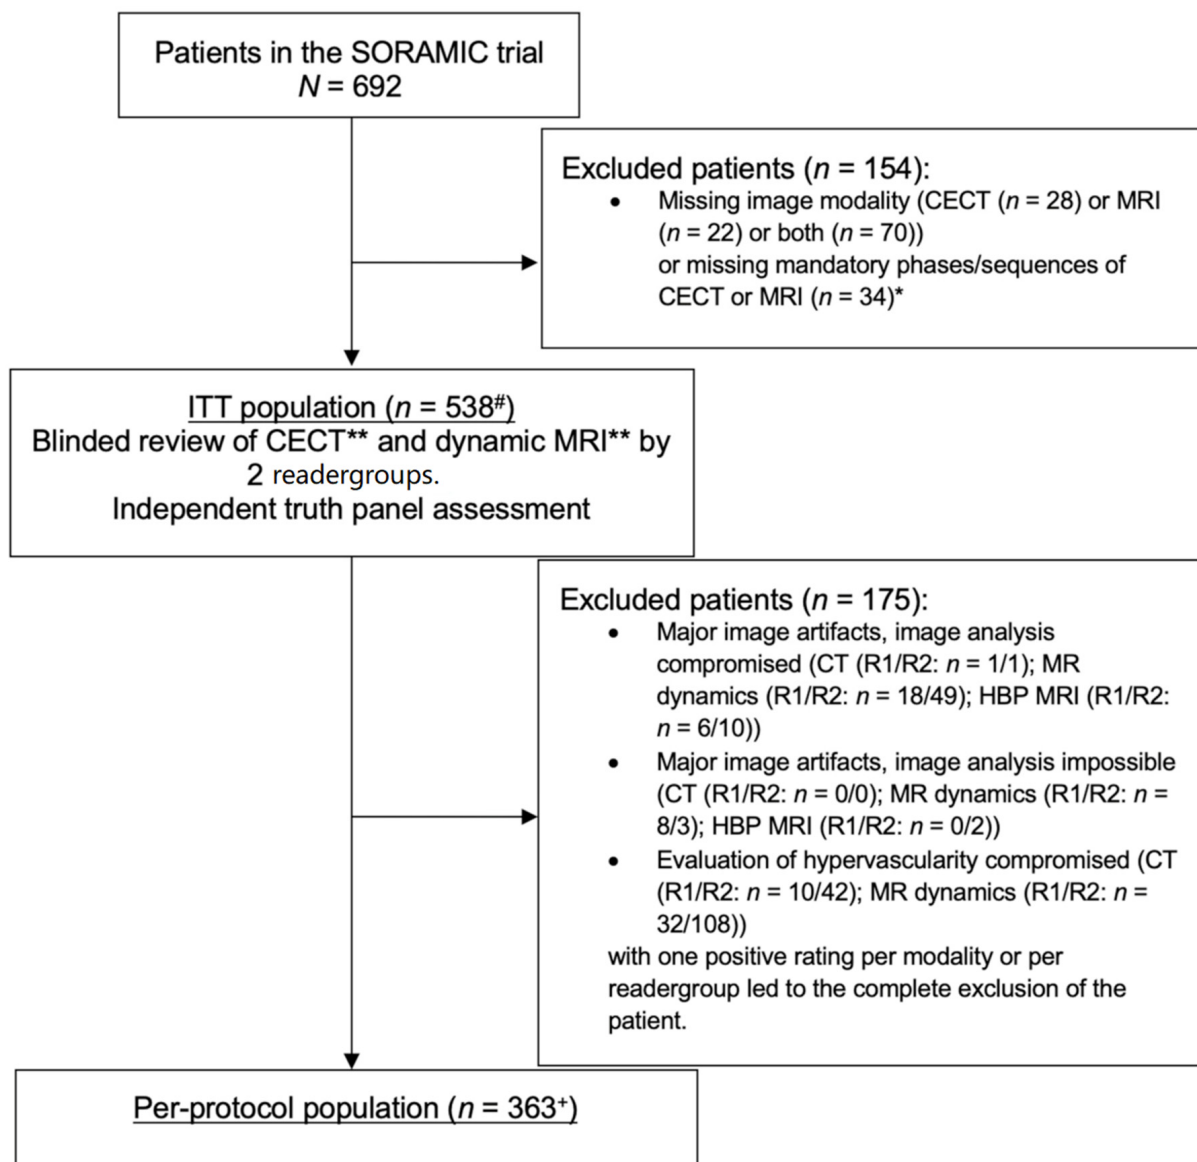 Patients in the SORAMIC trial
N = 692
Excluded patients (n = 154):
• Missing image modality (CECT (n = 28) or MRI
(n = 22) or both (n = 70))
or missing mandatory phases/sequences of
CECT or MRI (n = 34)*
ITT population (n = 538#)
Blinded review of CECT** and dynamic MRI** by
2 readergroups.
Independent truth panel assessment
Excluded patients (n = 175):
• Major image artifacts, image analysis
compromised (CT (R1/R2: n = 1/1); MR
dynamics (R1/R2: n = 18/49); HBP MRI (R1/R2:
n = 6/10))
• Major image artifacts, image analysis impossible
(CT (R1/R2: n = 0/0); MR dynamics (R1/R2: n =
8/3); HBP MRI (R1/R2: n = 0/2))
• Evaluation of hypervascularity compromised (CT
(R1/R2: n = 10/42); MR dynamics (R1/R2: n =
32/108))
with one positive rating per modality or per
readergroup led to the complete exclusion of the
patient.
Per-protocol population (n = 363+)